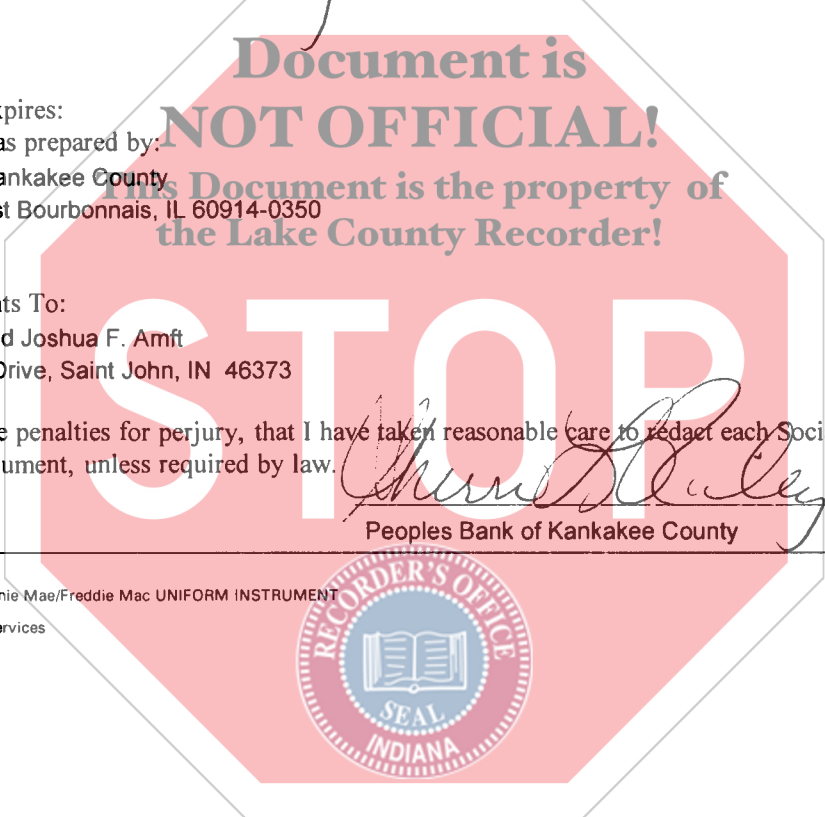 Document is
NOT OFFICIAL!
xpires:
as prepared by:
ankakee County
This Document is the property of
st Bourbonnais, IL 60914-0350
the Lake County Recorder!
nts To:
d Joshua F. Amft
Drive, Saint John, IN 46373
STOP
e penalties for perjury, that I have taken reasonable care to redact each Soci
ument, unless required by law.
Peoples Bank of Kankakee County
nie Mae/Freddie Mac UNIFORM INSTRUMENT
ervices
RECORDER'S OFFICE
SEAL
INDIANA